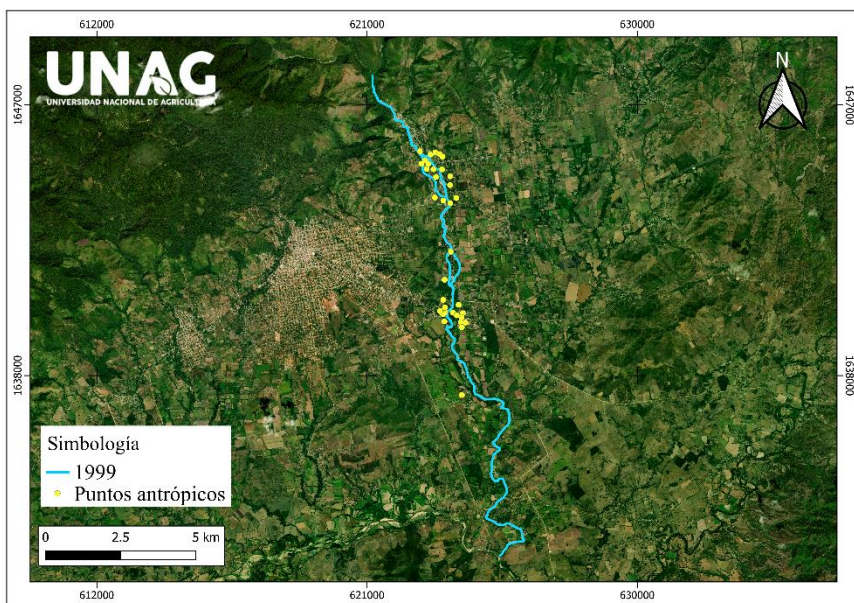 612000 621000 630000
UNAG
UNIVERSIDAD NACIONAL DE AGRICULTURA
N
1647000 1647000
1638000 1638000
Simbología
1999
Puntos antrópicos
0 2.5 5 km
612000 621000 630000